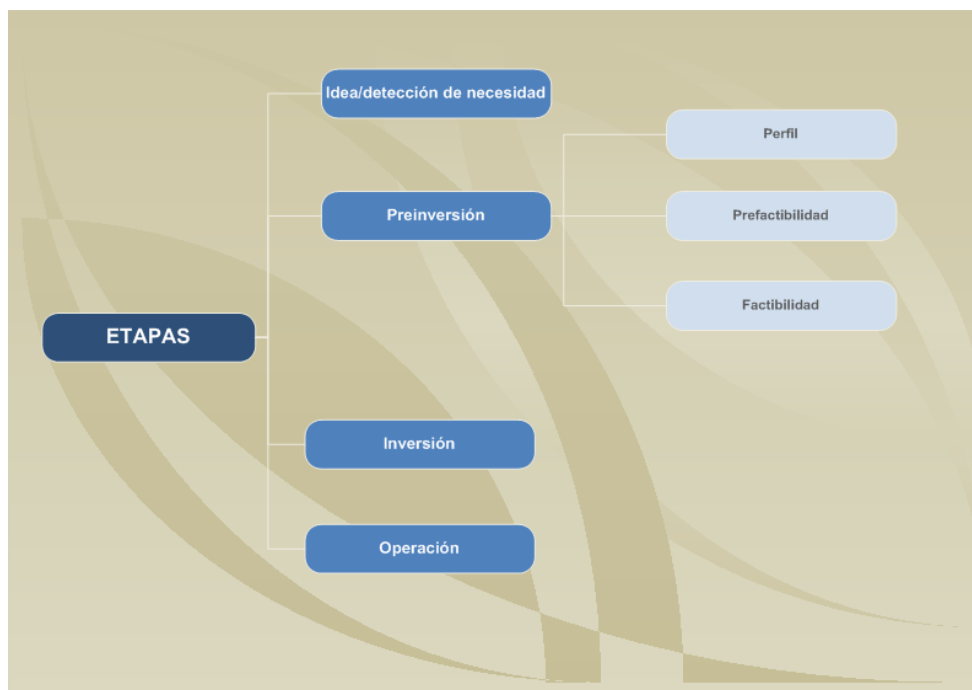 ETAPAS
Idea/detección de necesidad
Preinversión
Perfil
Prefactibilidad
Factibilidad
Inversión
Operación